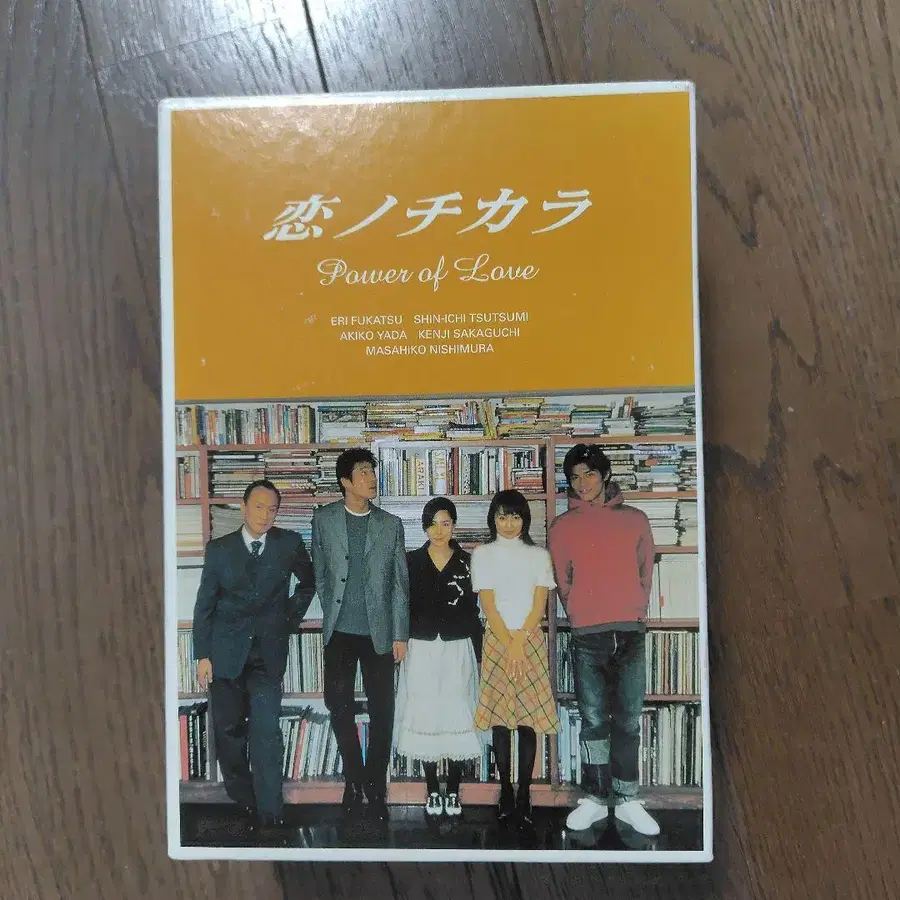 恋ノチカラ
Power of Love
ERI FUKATSU SHIN-ICHI TSUTSUMI
AKIKO YADA KENJI SAKAGUCHI
MASAHIKO NISHIMURA
ARAKI